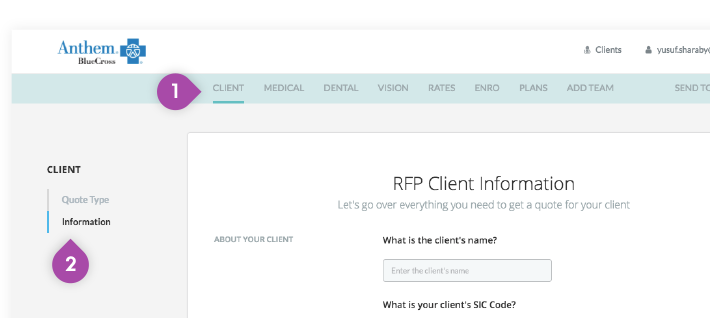 Anthem.
BlueCross
Clients
yusuf.sharaby@
1
CLIENT MEDICAL DENTAL VISION RATES ENRO PLANS ADD TEAM SEND TO
CLIENT
Quote Type
Information
2
RFP Client Information
Let's go over everything you need to get a quote for your client
ABOUT YOUR CLIENT
What is the client's name?
Enter the client's name
What is your client's SIC Code?